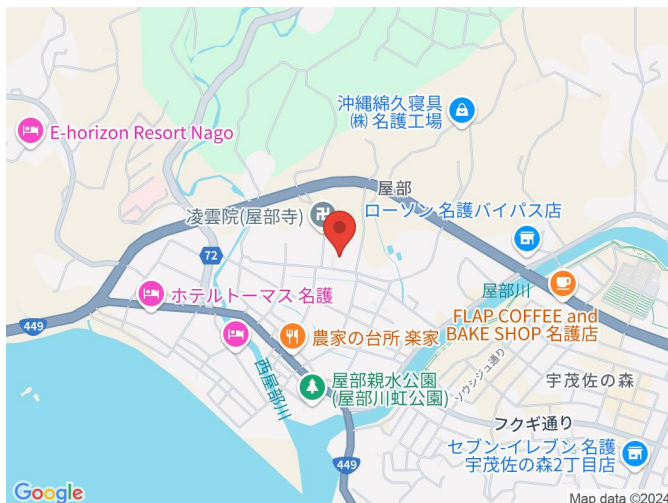 沖縄綿久寝具
㈱ 名護工場
E-horizon Resort Nago
屋部
凌雲院(屋部寺)
ローソン 名護バイパス店
72
屋部川
ホテルトーマス 名護
FLAP COFFEE and
BAKE SHOP 名護店
449
農家の台所 楽家
西屋部川
ソウシジュ通り
屋部親水公園
(屋部川虹公園)
宇茂佐の森
フクギ通り
セブン-イレブン 名護
宇茂佐の森2丁目店
449
Google
Map data ©2024